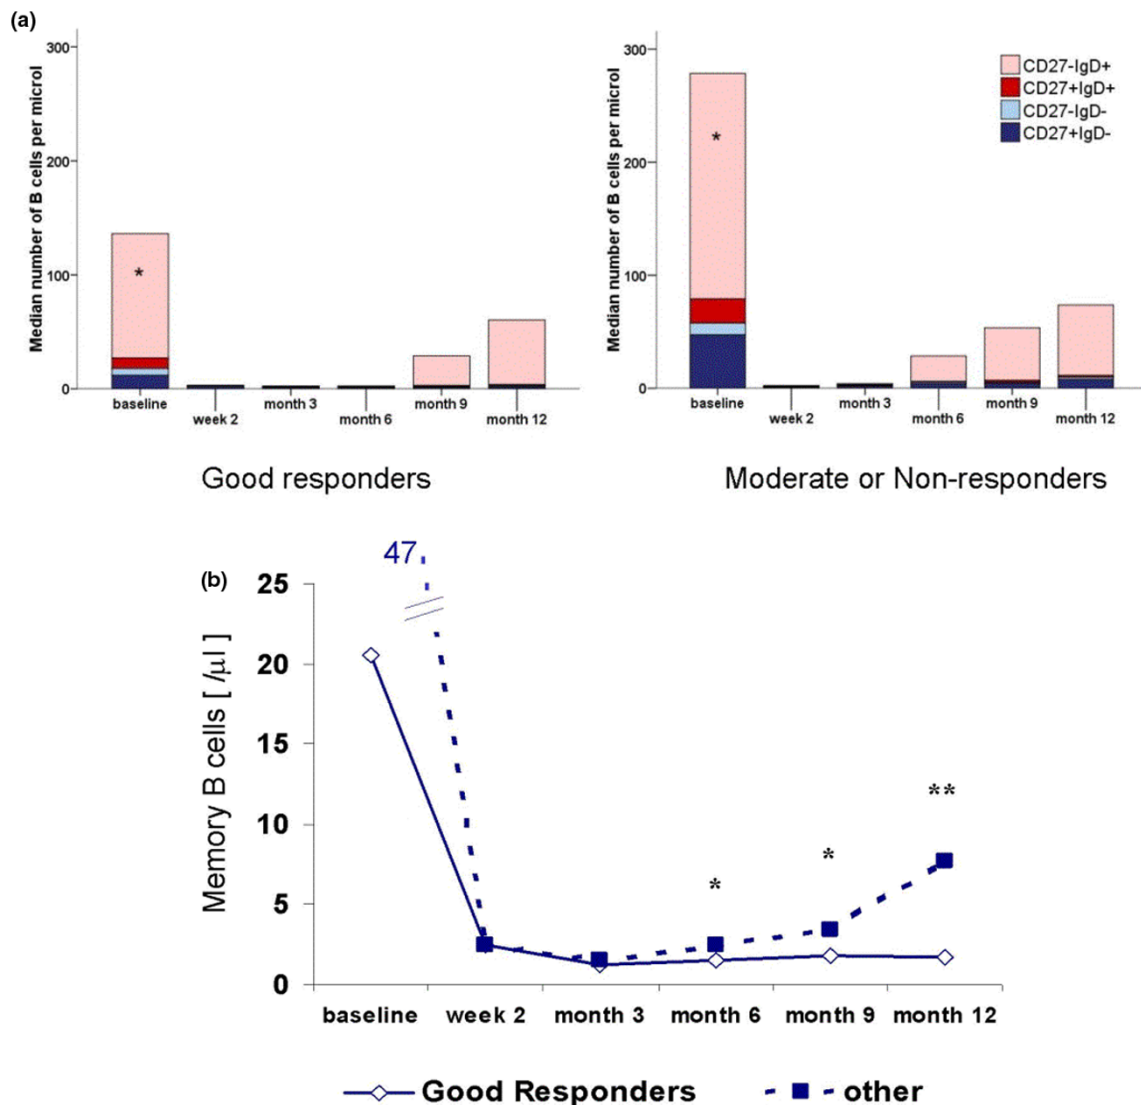 (a)
Median number of B cells per microl
300
200
100
0
baseline
week 2
month 3
month 6
month 9
month 12
*
Good responders
Median number of B cells per microl
300
200
100
0
baseline
week 2
month 3
month 6
month 9
month 12
*
CD27-IgD+
CD27+IgD+
CD27-IgD-
CD27+IgD-
Moderate or Non-responders
(b)
47
Memory B cells [ /µl ]
25
20
15
10
5
0
*
*
**
baseline week 2 month 3 month 6 month 9 month 12
Good Responders other